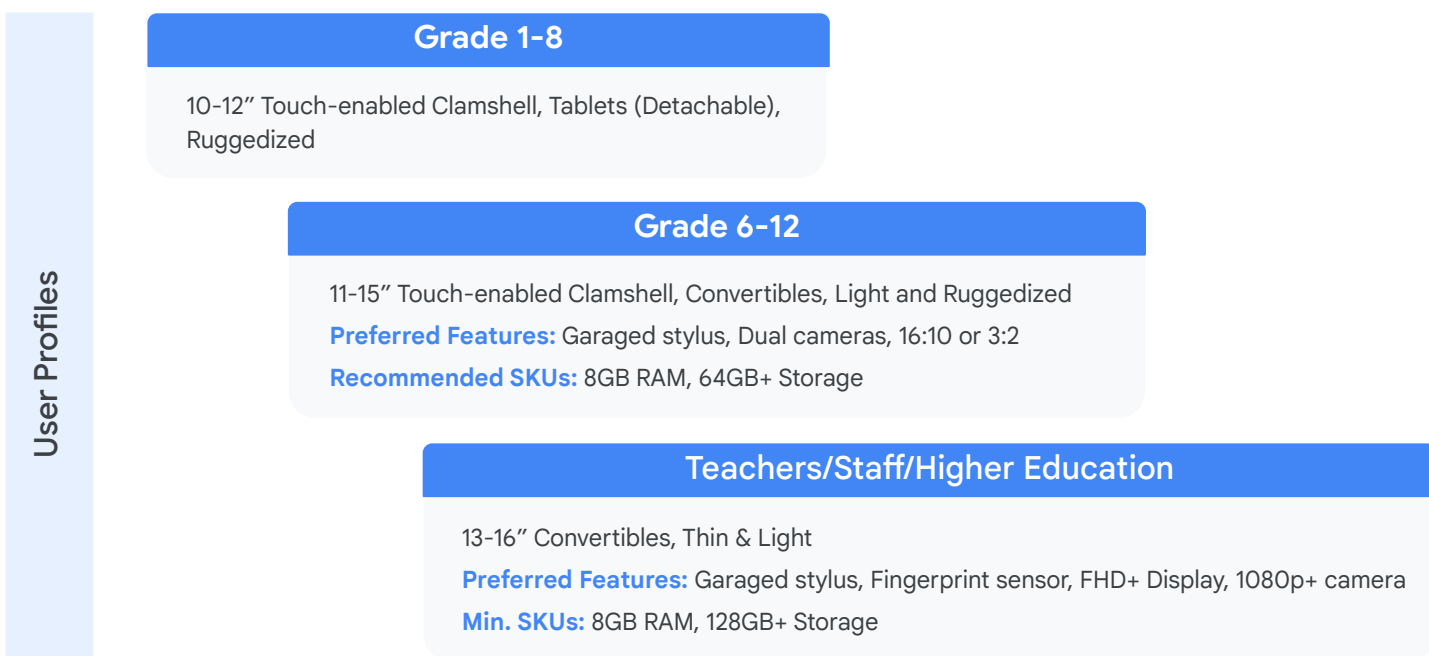 User Profiles
Grade 1-8
10-12″ Touch-enabled Clamshell, Tablets (Detachable),
Ruggedized
Grade 6-12
11-15″ Touch-enabled Clamshell, Convertibles, Light and Ruggedized
Preferred Features: Garaged stylus, Dual cameras, 16:10 or 3:2
Recommended SKUs: 8GB RAM, 64GB+ Storage
Teachers/Staff/Higher Education
13-16″ Convertibles, Thin & Light
Preferred Features: Garaged stylus, Fingerprint sensor, FHD+ Display, 1080p+ camera
Min. SKUs: 8GB RAM, 128GB+ Storage